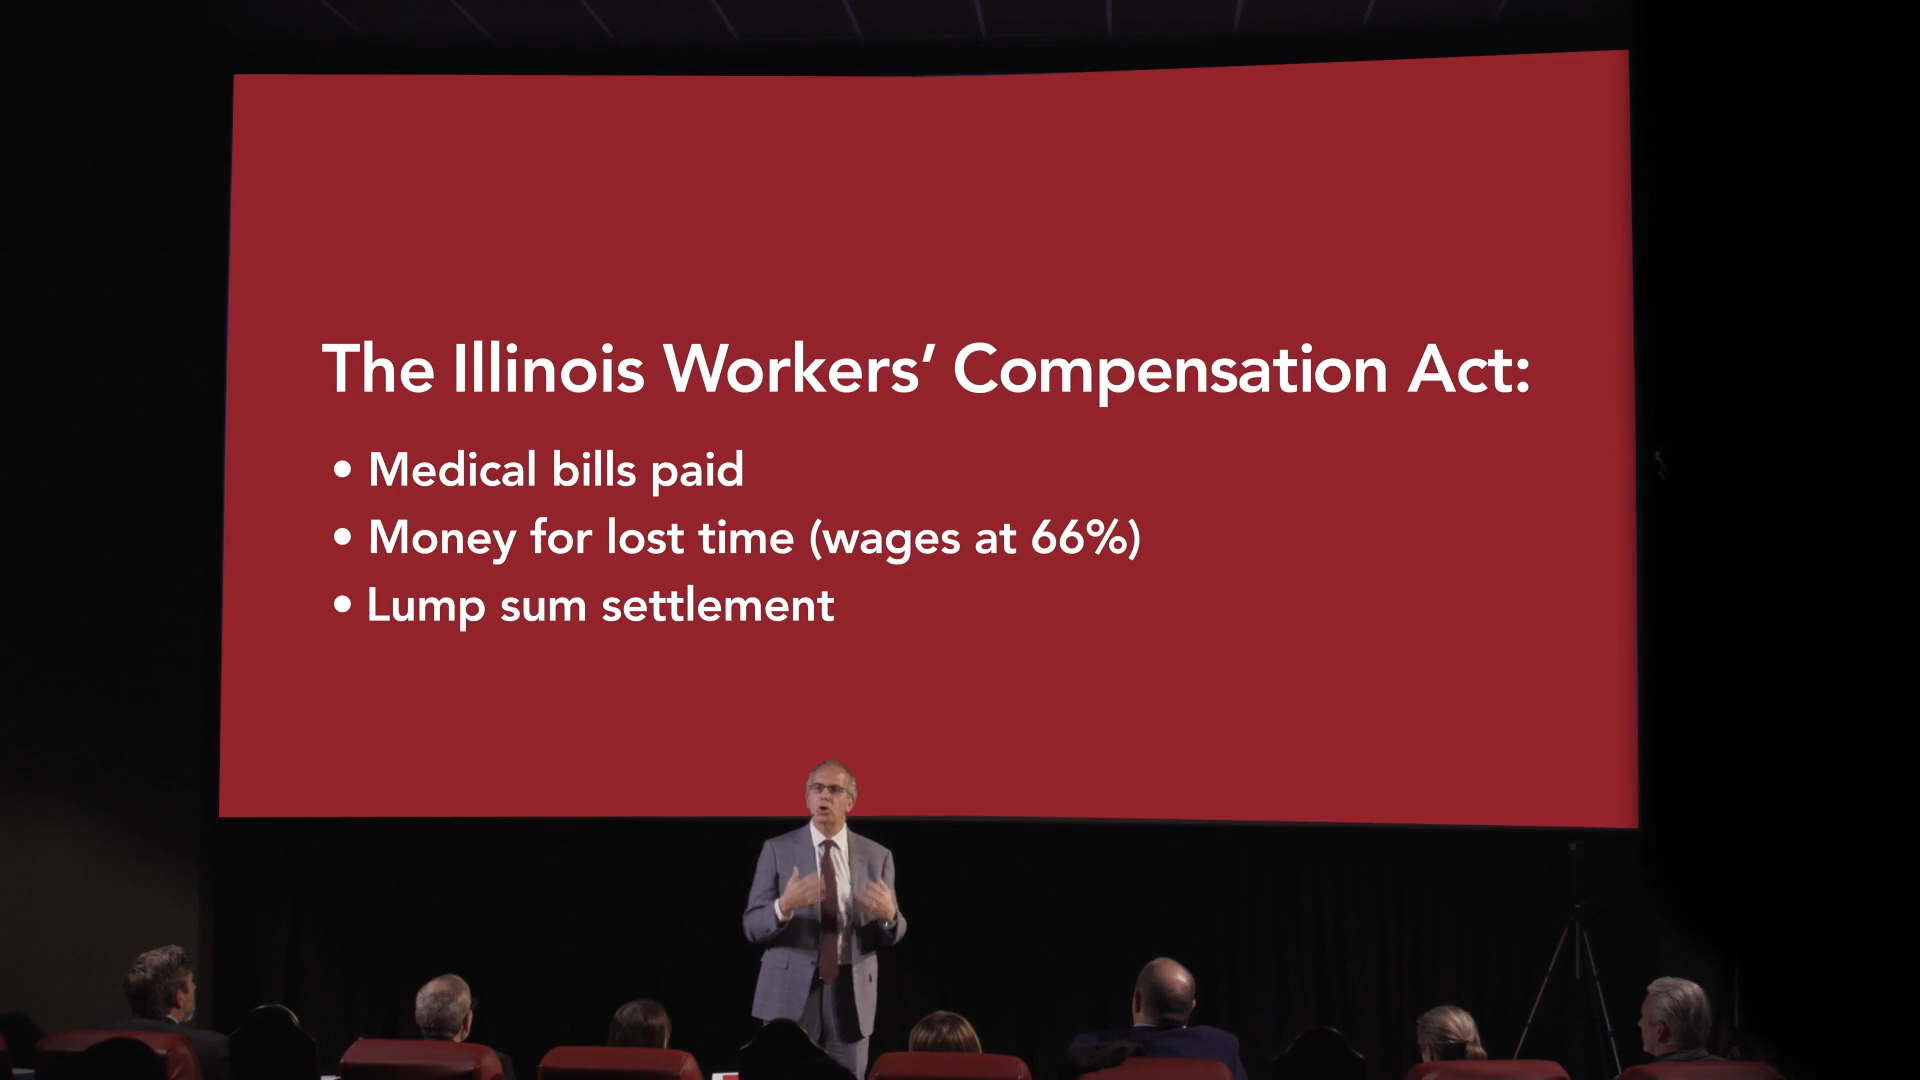 The Illinois Workers’ Compensation Act:
• Medical bills paid
• Money for lost time (wages at 66%)
• Lump sum settlement